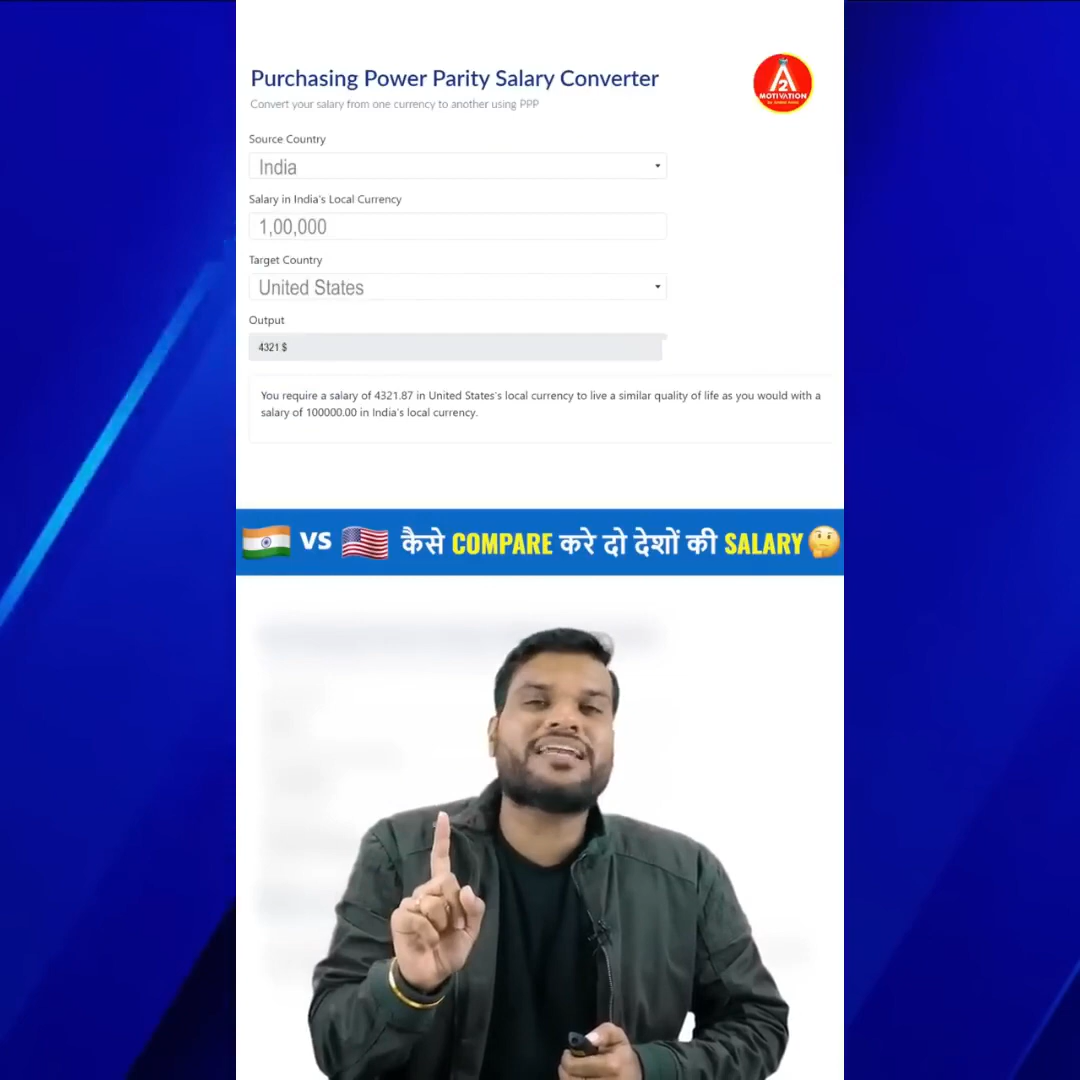 Purchasing Power Parity Salary Converter
Convert your salary from one currency to another using PPP
A2
MOTIVATION
Source Country
India
Salary in India's Local Currency
1,00,000
Target Country
United States
Output
4321 $
You require a salary of 4321.87 in United States's local currency to live a similar quality of life as you would with a
salary of 100000.00 in India's local currency.
VS कैसे COMPARE करे दो देशों की SALARY